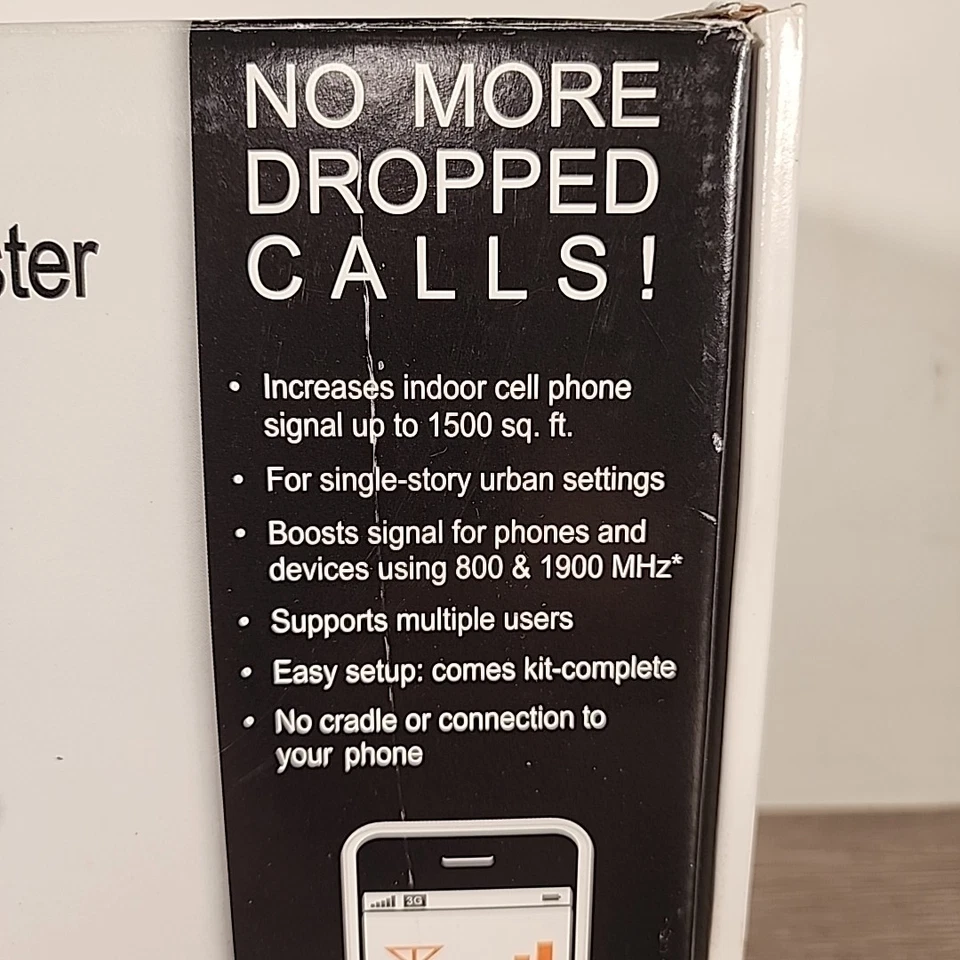 NO MORE
DROPPED
CALLS!
ster
• Increases indoor cell phone
signal up to 1500 sq. ft.
• For single-story urban settings
• Boosts signal for phones and
devices using 800 & 1900 MHz*
• Supports multiple users
• Easy setup: comes kit-complete
• No cradle or connection to
your phone
3G